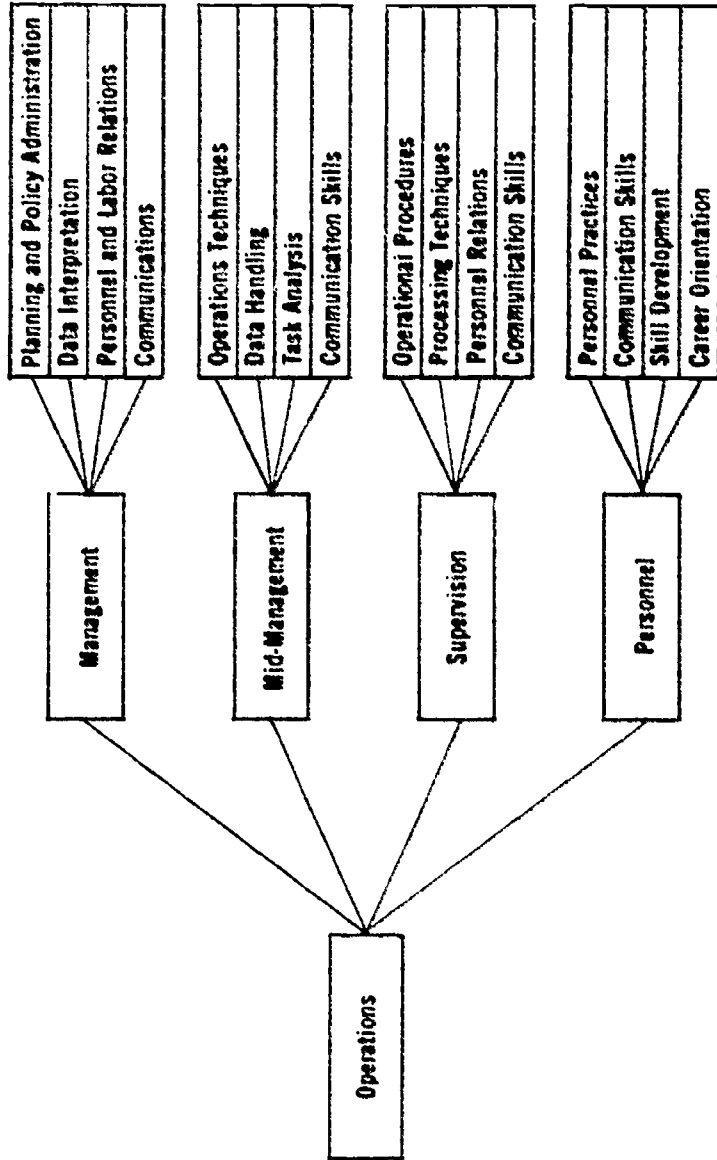 Operations
Management
Planning and Policy Administration
Data Interpretation
Personnel and Labor Relations
Communications
Mid-Management
Operations Techniques
Data Handling
Task Analysis
Communication Skills
Supervision
Operational Procedures
Processing Techniques
Personnel Relations
Communication Skills
Personnel
Personnel Practices
Communication Skills
Skill Development
Career Orientation